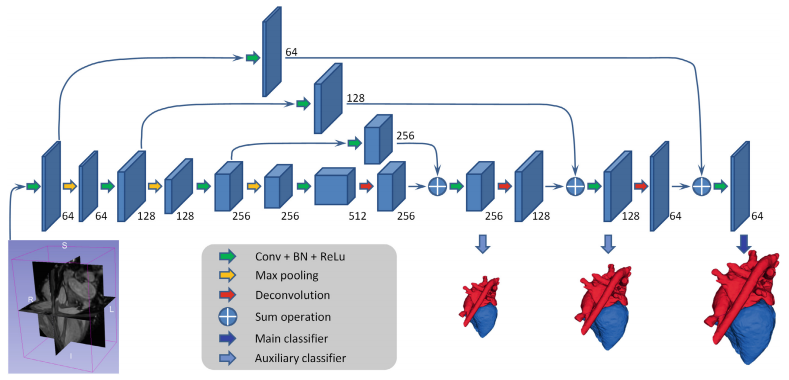 64
128
256
64
64
128
128
256
256
512
256
256
128
128
64
64
S
R
L
I
Conv + BN + ReLu
Max pooling
Deconvolution
Sum operation
Main classifier
Auxiliary classifier